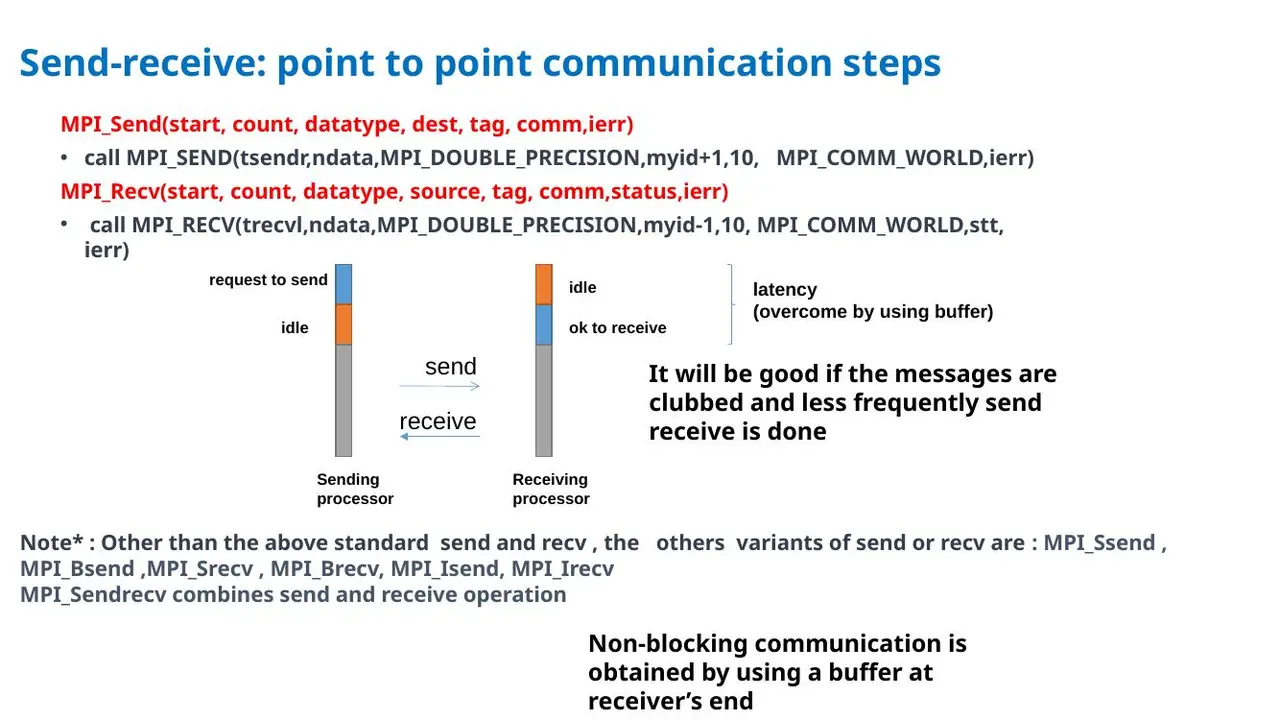 Send-receive: point to point communication steps
MPI_Send(start, count, datatype, dest, tag, comm,ierr)
• call MPI_SEND(tsendr,ndata,MPI_DOUBLE_PRECISION,myid+1,10, MPI_COMM_WORLD,ierr)
MPI_Recv(start, count, datatype, source, tag, comm,status,ierr)
• call MPI_RECV(trecvl,ndata,MPI_DOUBLE_PRECISION,myid-1,10, MPI_COMM_WORLD,stt,
ierr)
request to send
idle
idle
ok to receive
latency
(overcome by using buffer)
send
receive
It will be good if the messages are
clubbed and less frequently send
receive is done
Sending
processor
Receiving
processor
Note* : Other than the above standard send and recv , the others variants of send or recv are : MPI_Ssend ,
MPI_Bsend ,MPI_Srecv , MPI_Brecv, MPI_Isend, MPI_Irecv
MPI_Sendrecv combines send and receive operation
Non-blocking communication is
obtained by using a buffer at
receiver’s end